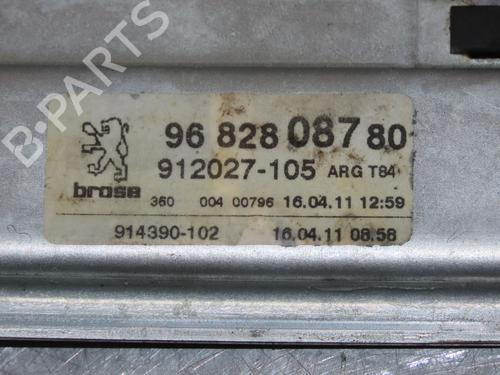 B-PARTS
96 828 087 80
912027-105 ARG T84
brose
360 004 00796 16.04.11 12:59
914390-102 16.04.11 08.58